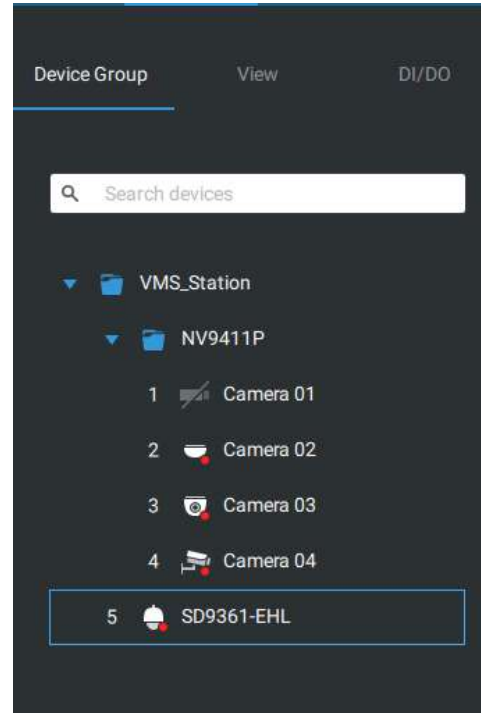 Device Group View DI/DO
Search devices
VMS_Station
NV9411P
1 Camera 01
2 Camera 02
3 Camera 03
4 Camera 04
5 SD9361-EHL